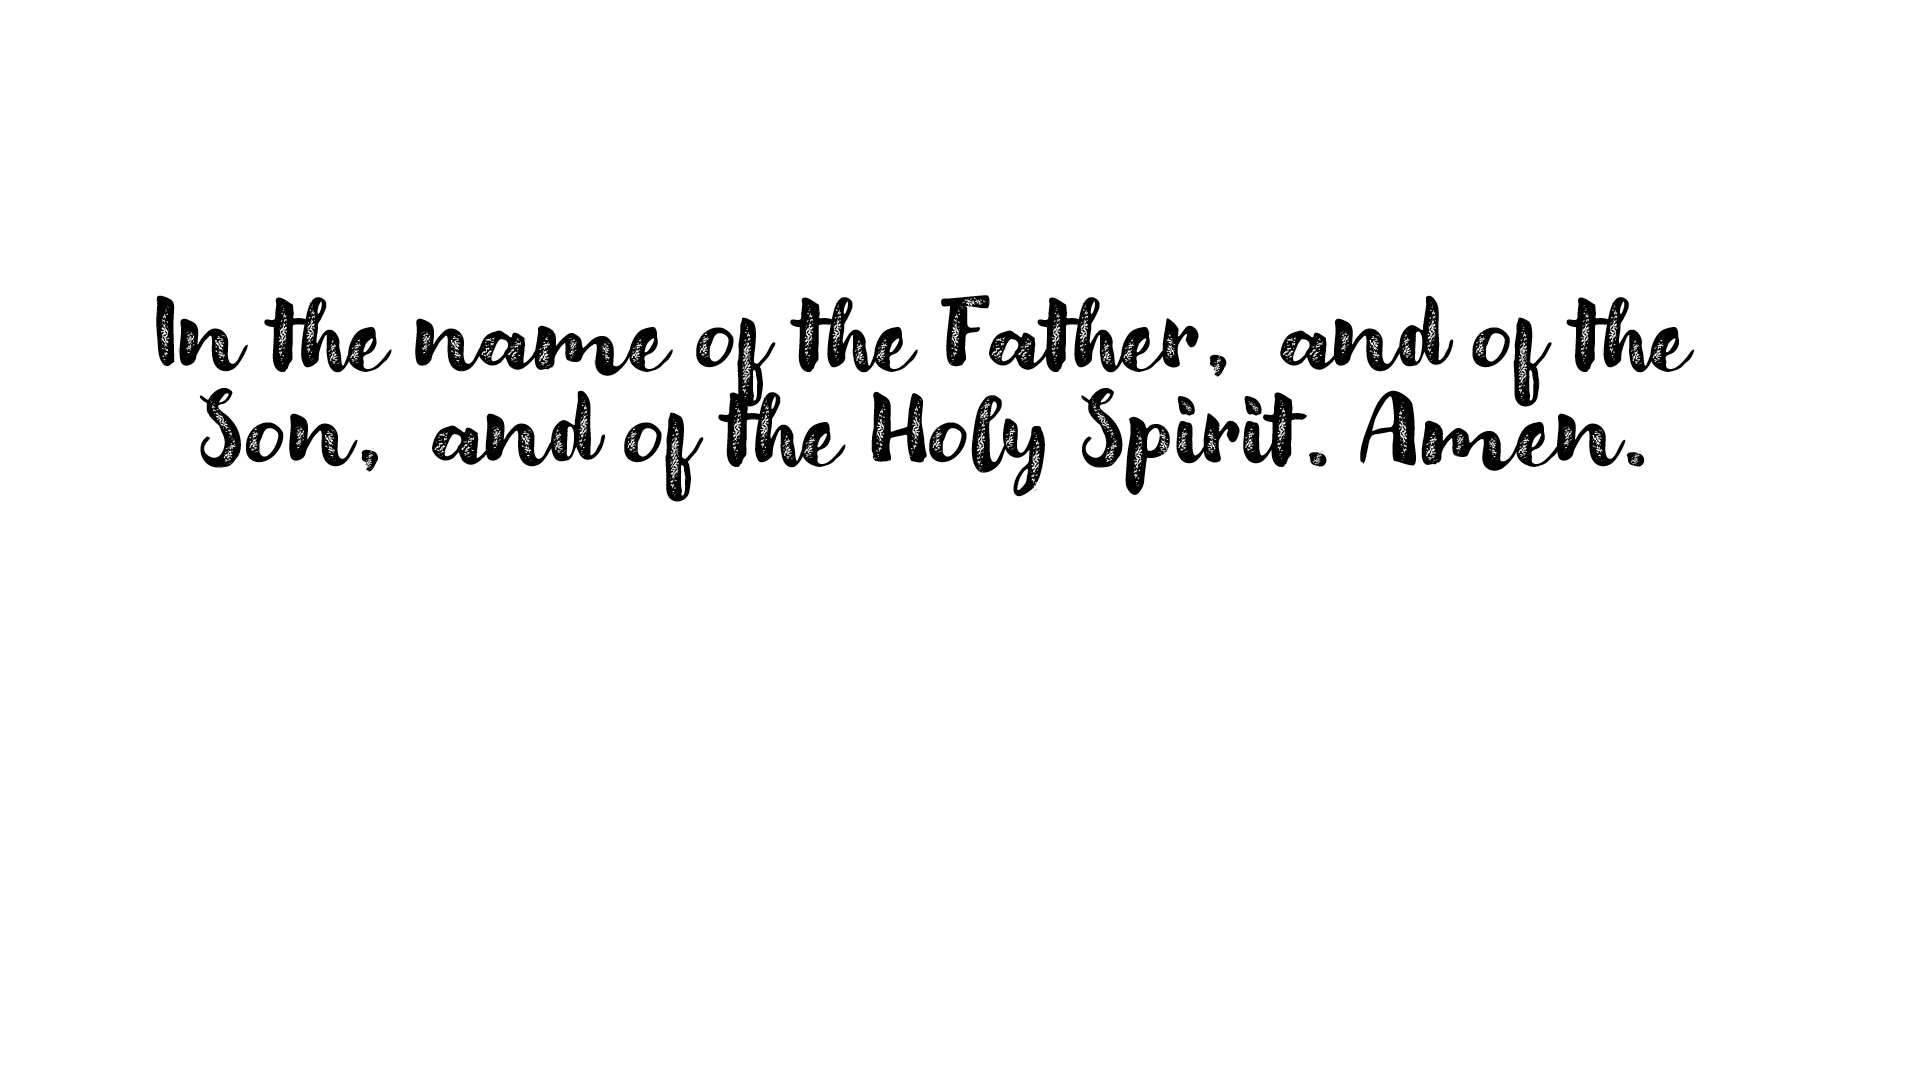 In the name of the Father, and of the
Son, and of the Holy Spirit. Amen.